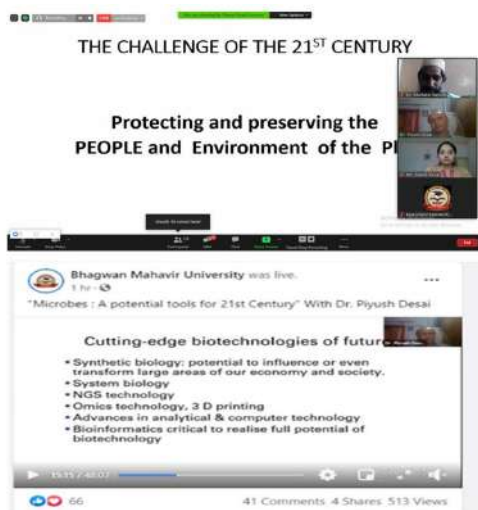 THE CHALLENGE OF THE 21ST CENTURY
Protecting and preserving the
PEOPLE and Environment of the Pl
Bhagwan Mahavir University was live.
1 hr
"Microbes : A potential tools for 21st Century" With Dr. Piyush Desai
Cutting-edge biotechnologies of future
• Synthetic biology: potential to influence or even
transform large areas of our economy and society.
• System biology
• NGS technology
• Omics technology, 3 D printing
• Advances in analytical & computer technology
• Bioinformatics critical to realise full potential of
biotechnology
15:15 / 48:07
66
41 Comments 4 Shares 513 Views